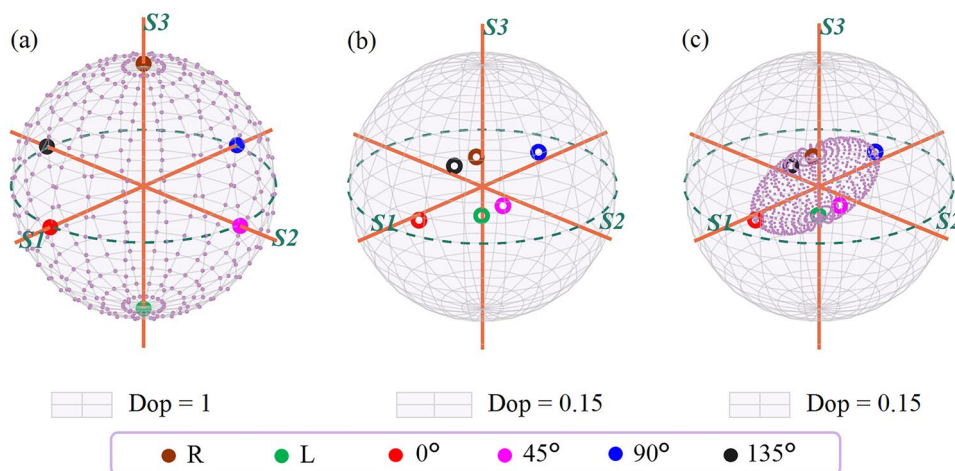 (a) S3 (b) S3 (c) S3
S1 S2 S1 S2 S1 S2
Dop = 1 Dop = 0.15 Dop = 0.15
R L 0° 45° 90° 135°